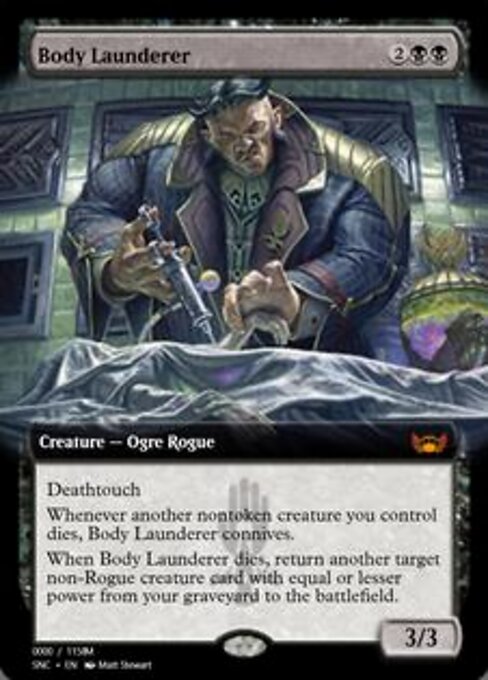 Body Launderer
2
Creature — Ogre Rogue
Deathtouch
Whenever another nontoken creature you control
dies, Body Launderer connives.
When Body Launderer dies, return another target
non-Rogue creature card with equal or lesser
power from your graveyard to the battlefield.
3/3
SNC • EN Matt Stewart